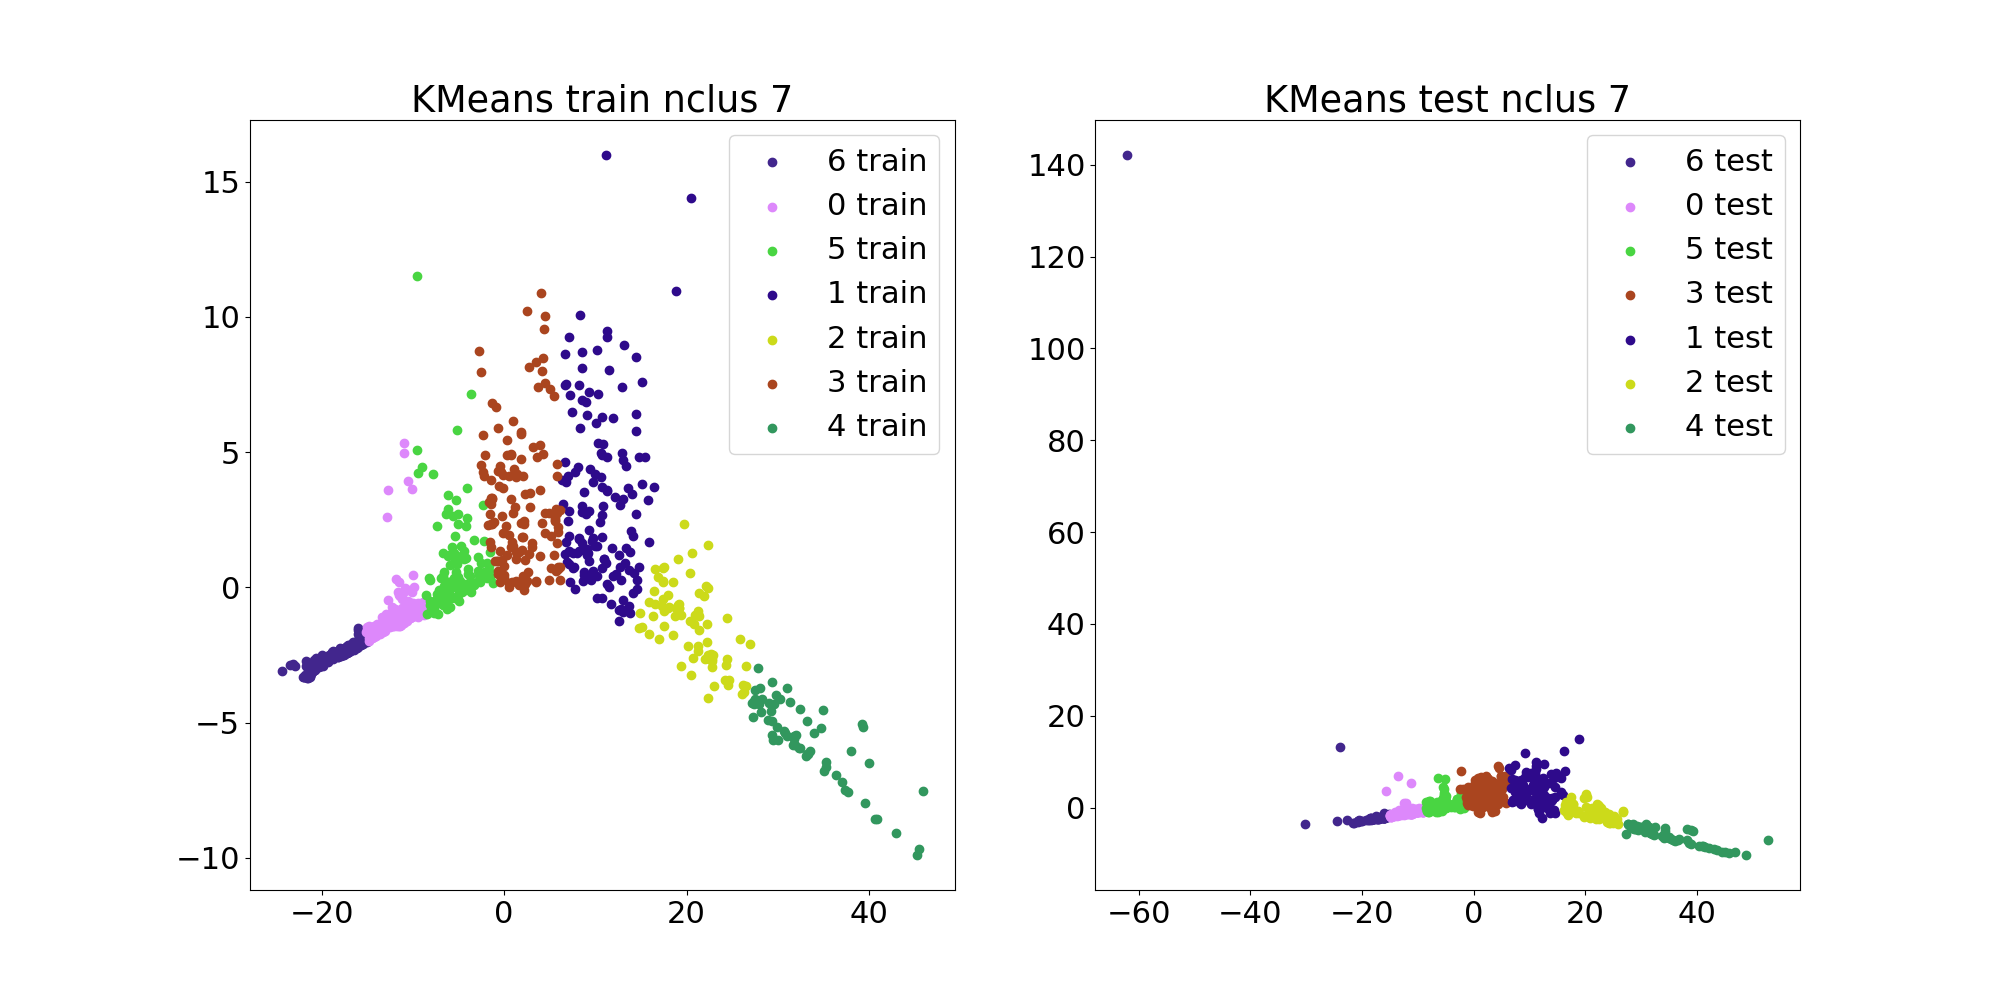 KMeans train nclus 7
15
10
5
0
−5
−10
−20
0
20
40
6 train
0 train
5 train
1 train
2 train
3 train
4 train
KMeans test nclus 7
140
120
100
80
60
40
20
0
−60
−40
−20
0
20
40
6 test
0 test
5 test
3 test
1 test
2 test
4 test